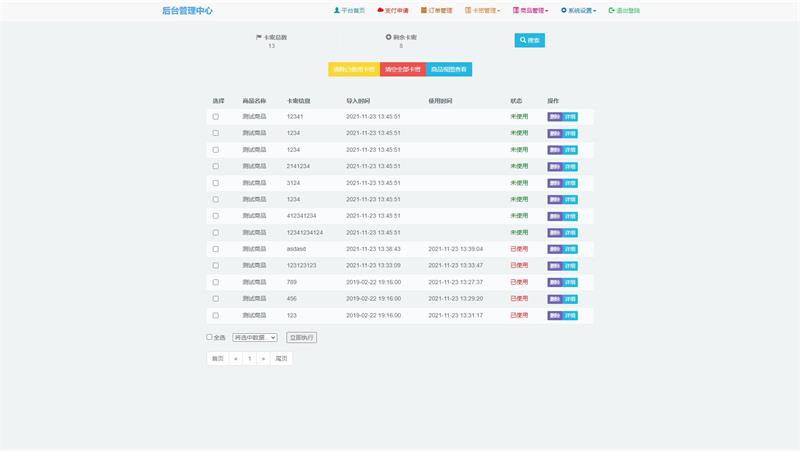 后台管理中心 平台首页 支付申请 订单管理 卡密管理 商品管理 系统设置 退出登陆
卡密总数 剩余卡密 搜索
13 8
清除已使用卡密 清空全部卡密 商品视图查看
选择 商品名称 卡密信息 导入时间 使用时间 状态 操作
测试商品 12341 2021-11-23 13:45:51 未使用 删除 详细
测试商品 1234 2021-11-23 13:45:51 未使用 删除 详细
测试商品 1234 2021-11-23 13:45:51 未使用 删除 详细
测试商品 2141234 2021-11-23 13:45:51 未使用 删除 详细
测试商品 3124 2021-11-23 13:45:51 未使用 删除 详细
测试商品 1234 2021-11-23 13:45:51 未使用 删除 详细
测试商品 412341234 2021-11-23 13:45:51 未使用 删除 详细
测试商品 12341234124 2021-11-23 13:45:51 未使用 删除 详细
测试商品 asdasd 2021-11-23 13:38:43 2021-11-23 13:39:04 已使用 删除 详细
测试商品 123123123 2021-11-23 13:33:09 2021-11-23 13:33:47 已使用 删除 详细
测试商品 789 2019-02-22 19:16:00 2021-11-23 13:27:37 已使用 删除 详细
测试商品 456 2019-02-22 19:16:00 2021-11-23 13:29:20 已使用 删除 详细
测试商品 123 2019-02-22 19:16:00 2021-11-23 13:31:17 已使用 删除 详细
全选 将选中数据... 立即执行
首页 « 1 » 尾页